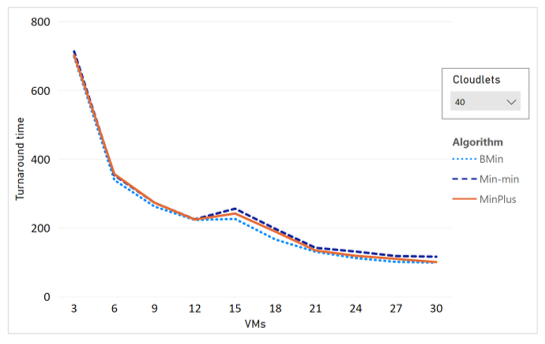 800
600
400
200
0
Turnaround time
3 6 9 12 15 18 21 24 27 30
VMs
Cloudlets
40
Algorithm
BMin
Min-min
MinPlus